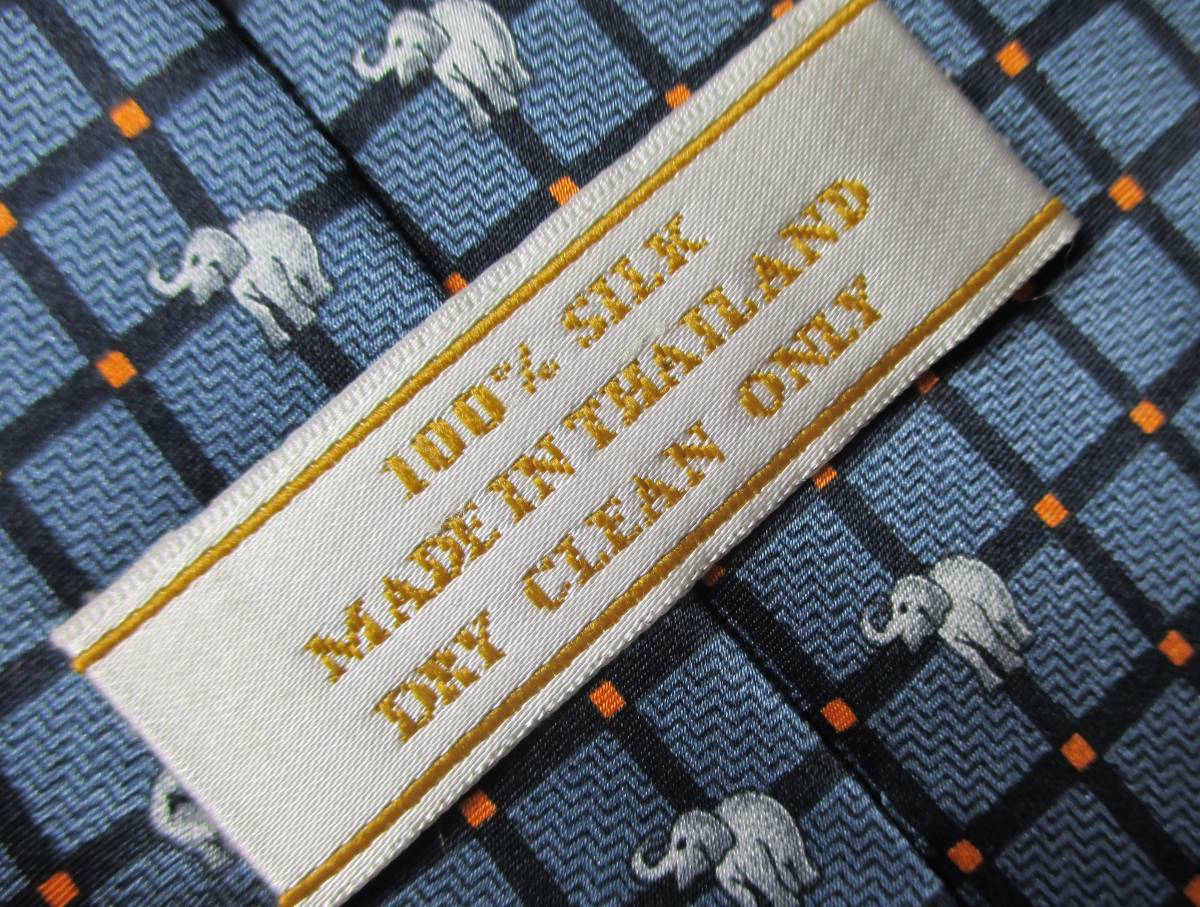 100% SILK
MADE IN THAILAND
DRY CLEAN ONLY